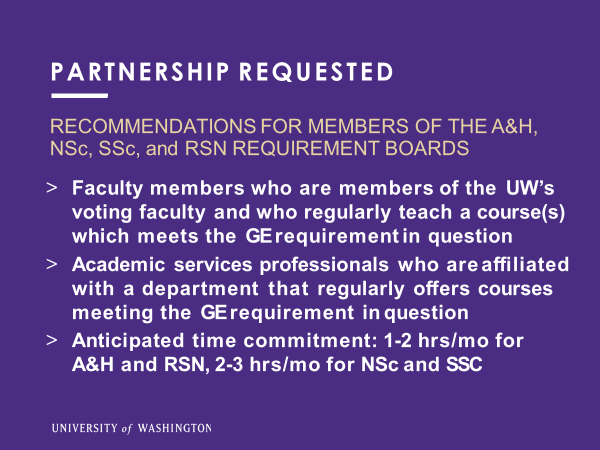 PARTNERSHIP REQUESTED
RECOMMENDATIONS FOR MEMBERS OF THE A&H,
NSc, SSc, and RSN REQUIREMENT BOARDS
> Faculty members who are members of the UW's
voting faculty and who regularly teach a course(s)
which meets the GE requirement in question
> Academic services professionals who are affiliated
with a department that regularly offers courses
meeting the GE requirement in question
> Anticipated time commitment: 1-2 hrs/mo for
A&H and RSN, 2-3 hrs/mo for NSc and SSC
UNIVERSITY of WASHINGTON